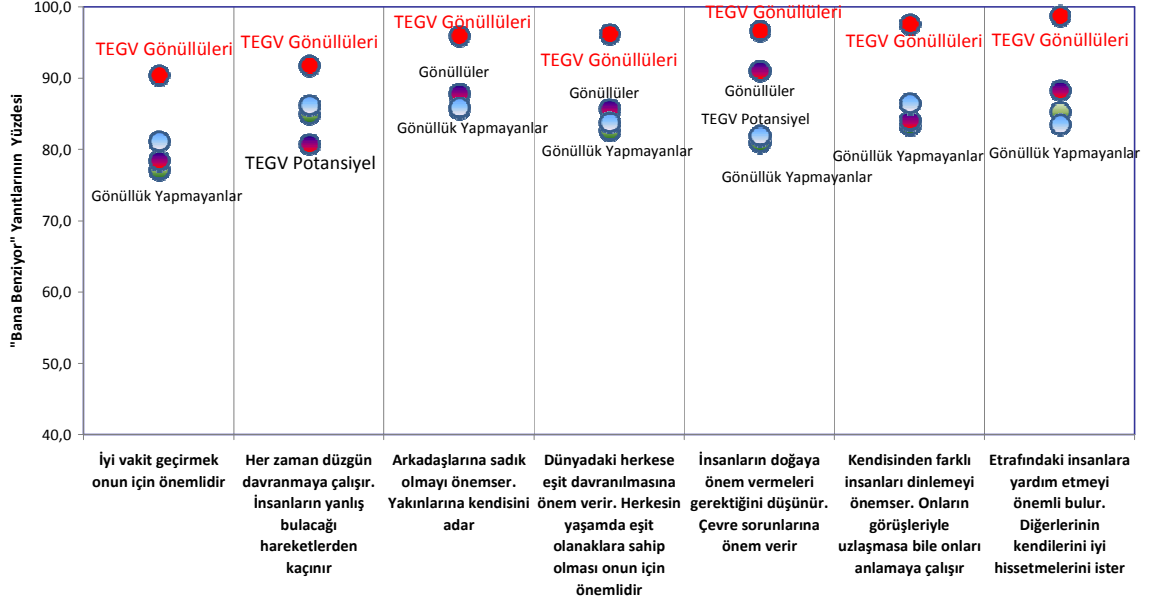 "Bana Benziyor" Yanıtlarının Yüzdesi
100,0
90,0
80,0
70,0
60,0
50,0
40,0
TEGV Gönüllüleri
Gönüllük Yapmayanlar
TEGV Gönüllüleri
TEGV Potansiyel
TEGV Gönüllüleri
Gönüllüler
Gönüllük Yapmayanlar
TEGV Gönüllüleri
Gönüllüler
Gönüllük Yapmayanlar
TEGV Gönüllüleri
Gönüllüler
TEGV Potansiyel
Gönüllük Yapmayanlar
TEGV Gönüllüleri
Gönüllük Yapmayanlar
TEGV Gönüllüleri
Gönüllük Yapmayanlar
İyi vakit geçirmek
onun için önemlidir
Her zaman düzgün
davranmaya çalışır.
İnsanların yanlış
bulacağı
hareketlerden
kaçınır
Arkadaşlarına sadık
olmayı önemser.
Yakınlarına kendisini
adar
Dünyadaki herkese
eşit davranılmasına
önem verir. Herkesin
yaşamda eşit
olanaklara sahip
olması onun için
önemlidir
İnsanların doğaya
önem vermeleri
gerektiğini düşünür.
Çevre sorunlarına
önem verir
Kendisinden farklı
insanları dinlemeyi
önemser. Onların
görüşleriyle
uzlaşmasa bile onları
anlamaya çalışır
Etrafındaki insanlara
yardım etmeyi
önemli bulur.
Diğerlerinin
kendilerini iyi
hissetmelerini ister